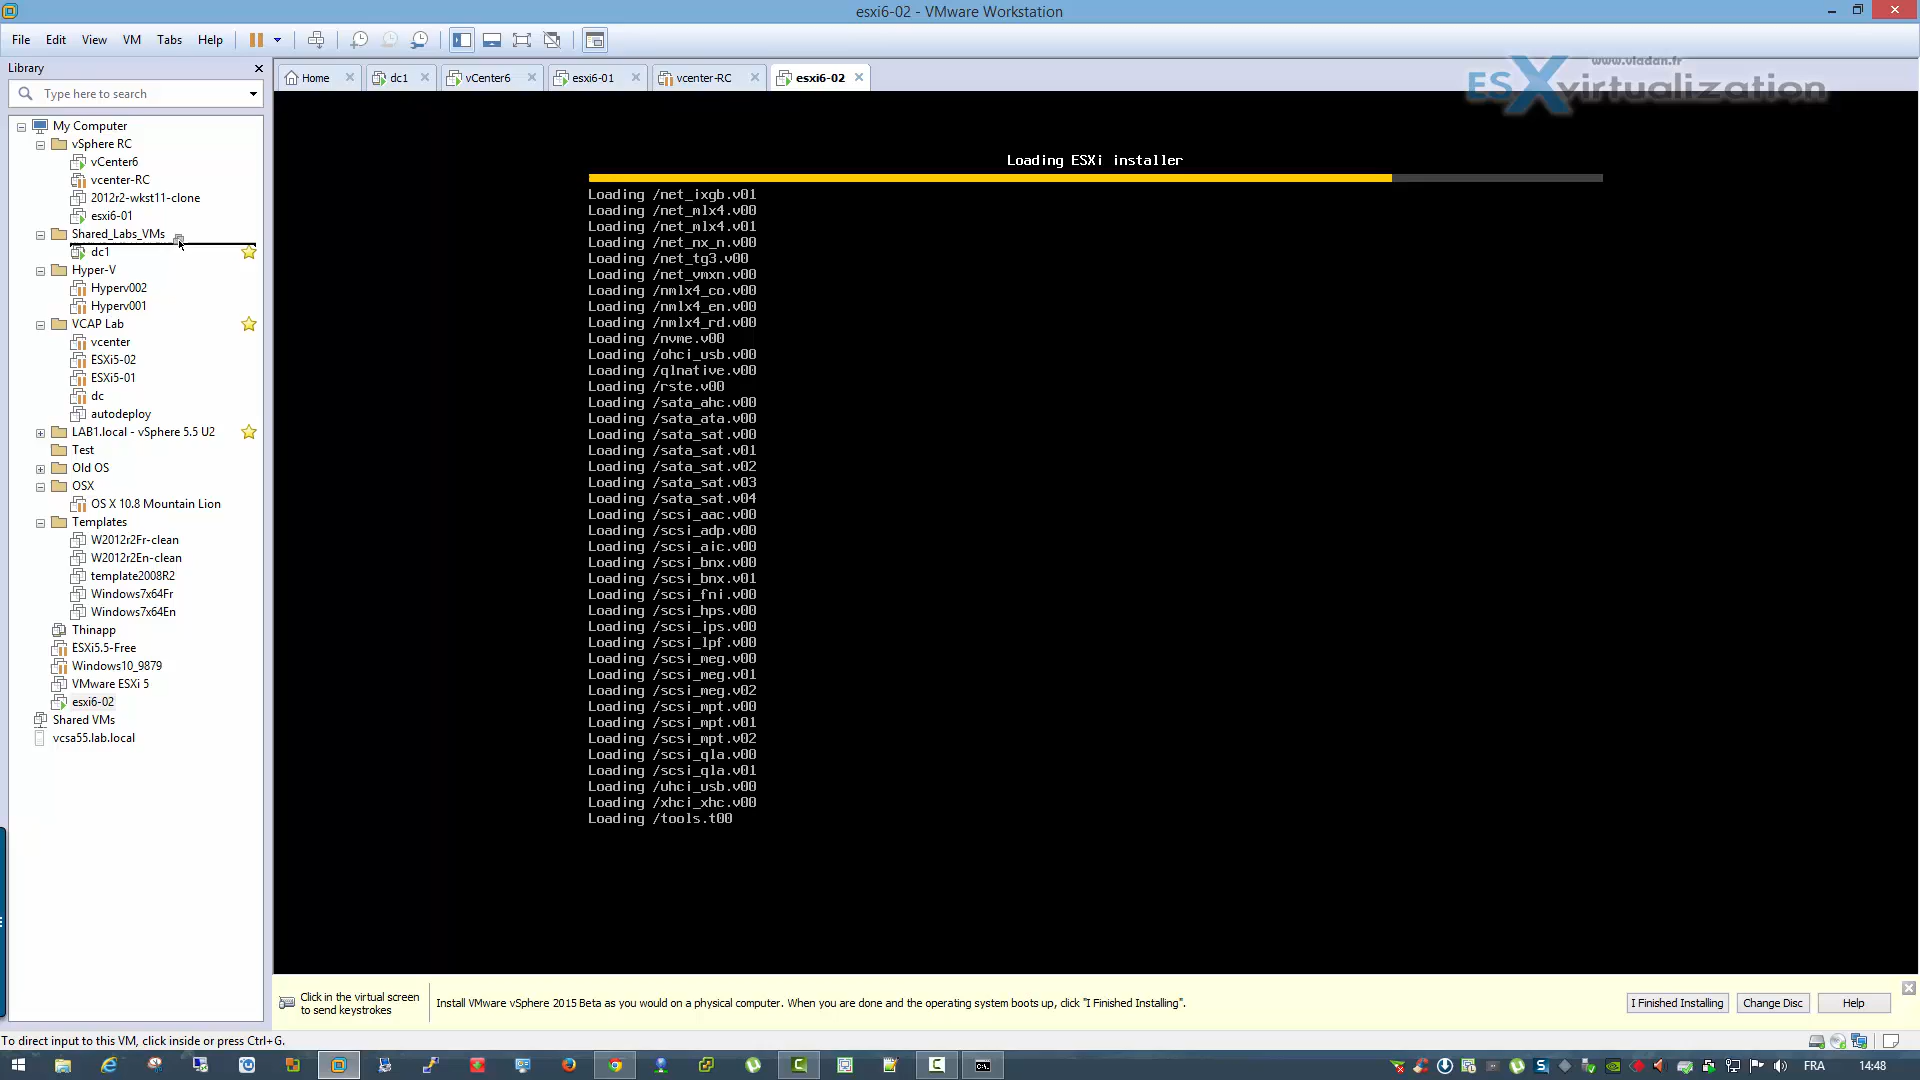 esxi6-02 - VMware Workstation
File Edit View VM Tabs Help
Library
Type here to search
Home
dc1
vCenter6
esxi6-01
vcenter-RC
esxi6-02
www.vladan.fr
ESXvirtualization
My Computer
vSphere RC
vCenter6
vcenter-RC
2012r2-wkst11-clone
esxi6-01
Shared_Labs_VMs
dc1
Hyper-V
Hyperv002
Hyperv001
VCAP Lab
vcenter
ESXi5-02
ESXi5-01
dc
autodeploy
LAB1.local - vSphere 5.5 U2
Test
Old OS
OSX
OS X 10.8 Mountain Lion
Templates
W2012r2Fr-clean
W2012r2En-clean
template2008R2
Windows7x64Fr
Windows7x64En
Thinapp
ESXi5.5-Free
Windows10_9879
VMware ESXi 5
esxi6-02
Shared VMs
vcsa55.lab.local
Loading ESXi installer
Loading /net_ixgb.v01
Loading /net_mlx4.v00
Loading /net_mlx4.v01
Loading /net_nx_n.v00
Loading /net_tg3.v00
Loading /net_vmxn.v00
Loading /nmlx4_co.v00
Loading /nmlx4_en.v00
Loading /nmlx4_rd.v00
Loading /nvme.v00
Loading /ohci_usb.v00
Loading /qlnative.v00
Loading /rste.v00
Loading /sata_ahc.v00
Loading /sata_ata.v00
Loading /sata_sat.v00
Loading /sata_sat.v01
Loading /sata_sat.v02
Loading /sata_sat.v03
Loading /sata_sat.v04
Loading /scsi_aac.v00
Loading /scsi_adp.v00
Loading /scsi_aic.v00
Loading /scsi_bnx.v00
Loading /scsi_bnx.v01
Loading /scsi_fni.v00
Loading /scsi_hps.v00
Loading /scsi_ips.v00
Loading /scsi_lpf.v00
Loading /scsi_meg.v00
Loading /scsi_meg.v01
Loading /scsi_meg.v02
Loading /scsi_mpt.v00
Loading /scsi_mpt.v01
Loading /scsi_mpt.v02
Loading /scsi_qla.v00
Loading /scsi_qla.v01
Loading /uhci_usb.v00
Loading /xhci_xhc.v00
Loading /tools.t00
Click in the virtual screen
to send keystrokes
Install VMware vSphere 2015 Beta as you would on a physical computer. When you are done and the operating system boots up, click "I Finished Installing".
I Finished Installing
Change Disc
Help
To direct input to this VM, click inside or press Ctrl+G.
FRA
14:48